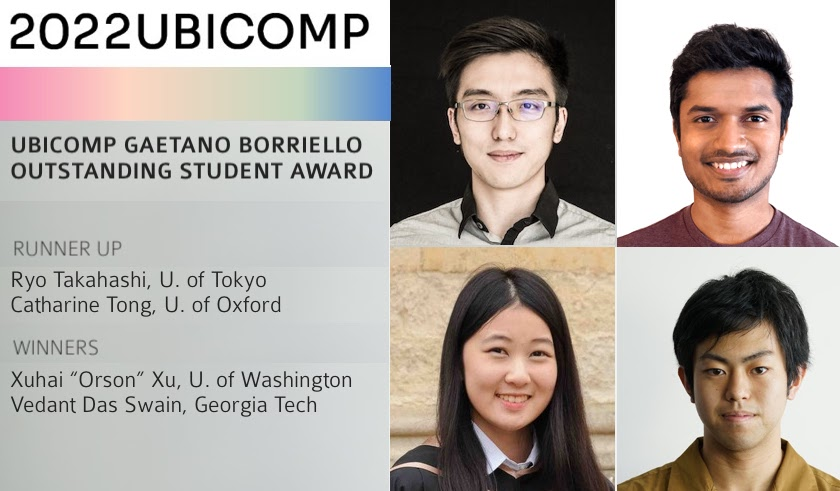 2022UBICOMP
UBICOMP GAETANO BORRIELLO
OUTSTANDING STUDENT AWARD
RUNNER UP
Ryo Takahashi, U. of Tokyo
Catharine Tong, U. of Oxford
WINNERS
Xuhai “Orson” Xu, U. of Washington
Vedant Das Swain, Georgia Tech